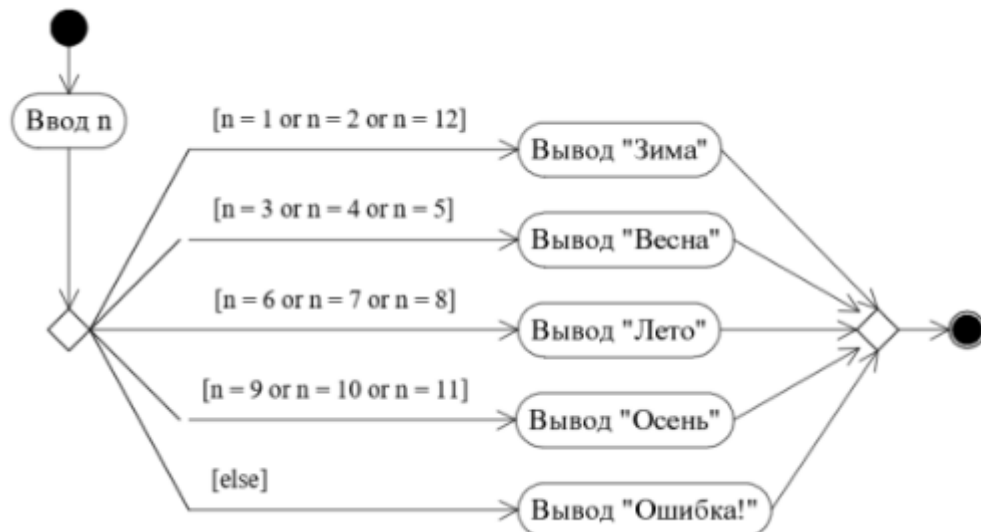 Ввод n
[n = 1 or n = 2 or n = 12]
Вывод "Зима"
[n = 3 or n = 4 or n = 5]
Вывод "Весна"
[n = 6 or n = 7 or n = 8]
Вывод "Лето"
[n = 9 or n = 10 or n = 11]
Вывод "Осень"
[else]
Вывод "Ошибка!"